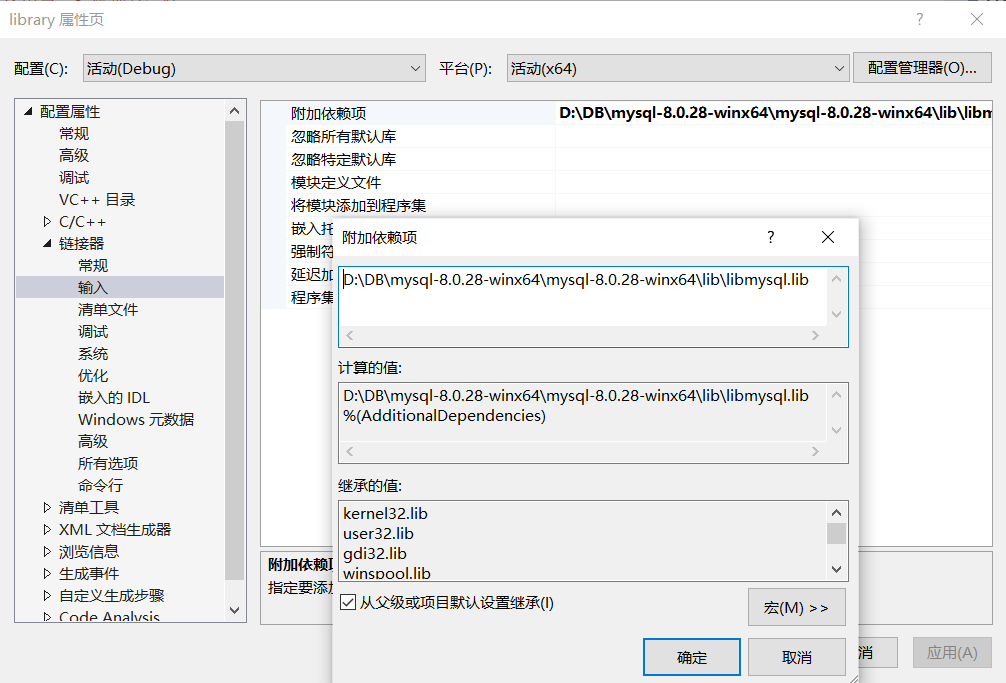 library 属性页
配置(C):
活动(Debug)
平台(P):
活动(x64)
配置管理器(O)...
配置属性
常规
高级
调试
VC++ 目录
C/C++
链接器
常规
输入
清单文件
调试
系统
优化
嵌入的 IDL
Windows 元数据
高级
所有选项
命令行
清单工具
XML 文档生成器
浏览信息
生成事件
自定义生成步骤
Code Analysis
附加依赖项 D:\DB\mysql-8.0.28-winx64\mysql-8.0.28-winx64\lib\libm
忽略所有默认库
忽略特定默认库
模块定义文件
将模块添加到程序集
嵌入托
强制符
延迟加
程序集
附加依赖项
指定要添加
附加依赖项
?
D:\DB\mysql-8.0.28-winx64\mysql-8.0.28-winx64\lib\libmysql.lib
计算的值:
D:\DB\mysql-8.0.28-winx64\mysql-8.0.28-winx64\lib\libmysql.lib
%(AdditionalDependencies)
继承的值:
kernel32.lib
user32.lib
gdi32.lib
winspool.lib
从父级或项目默认设置继承(I)
宏(M) >>
确定
取消
消
应用(A)